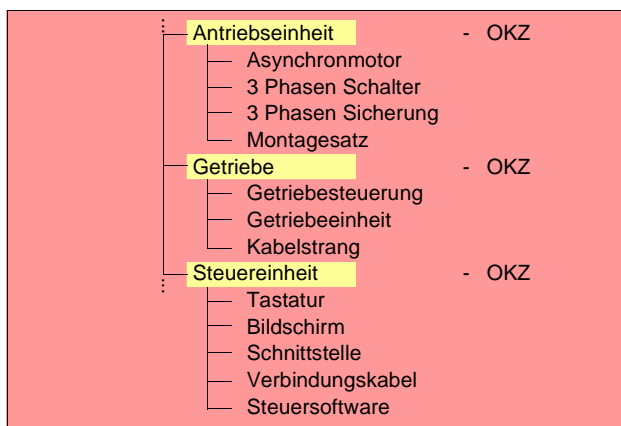 Antriebseinheit - OKZ
Asynchronmotor
3 Phasen Schalter
3 Phasen Sicherung
Montagesatz
Getriebe - OKZ
Getriebesteuerung
Getriebeeinheit
Kabelstrang
Steuereinheit - OKZ
Tastatur
Bildschirm
Schnittstelle
Verbindungskabel
Steuersoftware